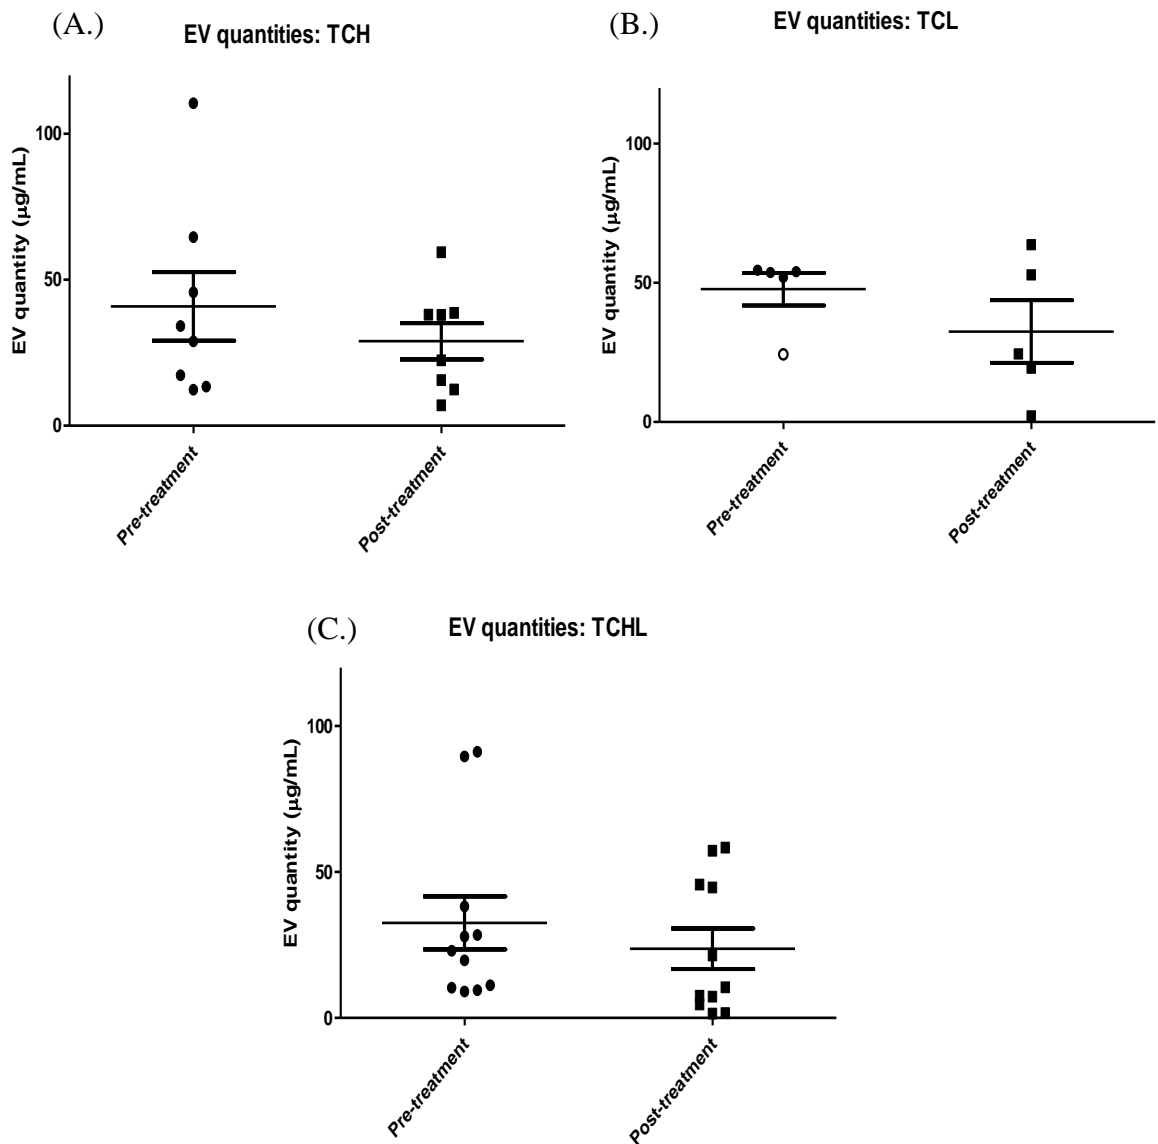 (A.)
EV quantities: TCH
EV quantity (μg/mL)
100
50
0
Pre-treatment
Post-treatment
(B.)
EV quantities: TCL
EV quantity (μg/mL)
100
50
0
Pre-treatment
Post-treatment
(C.)
EV quantities: TCHL
EV quantity (μg/mL)
100
50
0
Pre-treatment
Post-treatment